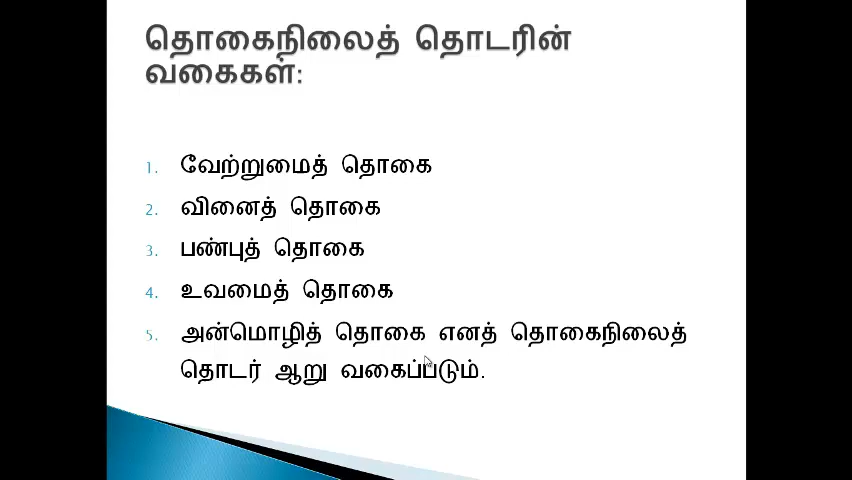 தொகைநிலைத் தொடரின்
வகைகள்:
1. வேற்றுமைத் தொகை
2. வினைத் தொகை
3. பண்புத் தொகை
4. உவமைத் தொகை
5. அன்மொழித் தொகை எனத் தொகைநிலைத்
தொடர் ஆறு வகைப்படும்.